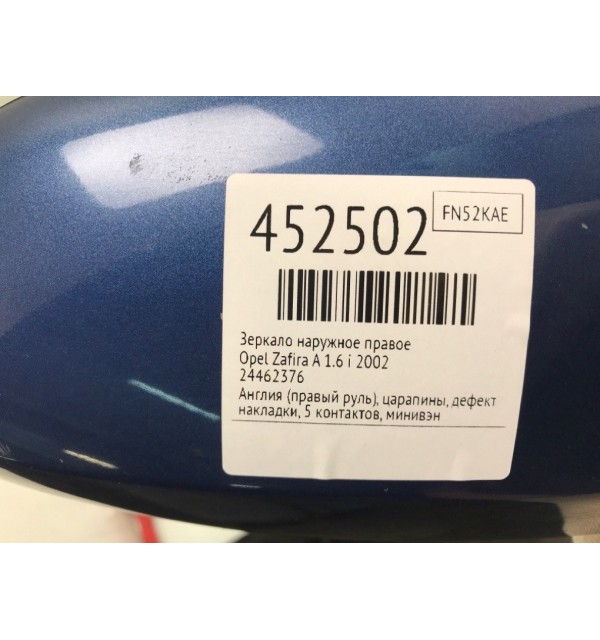 452502
FN52KAE
Зеркало наружное правое
Opel Zafira A 1.6 i 2002
24462376
Англия (правый руль), царапины, дефект
накладки, 5 контактов, минивэн